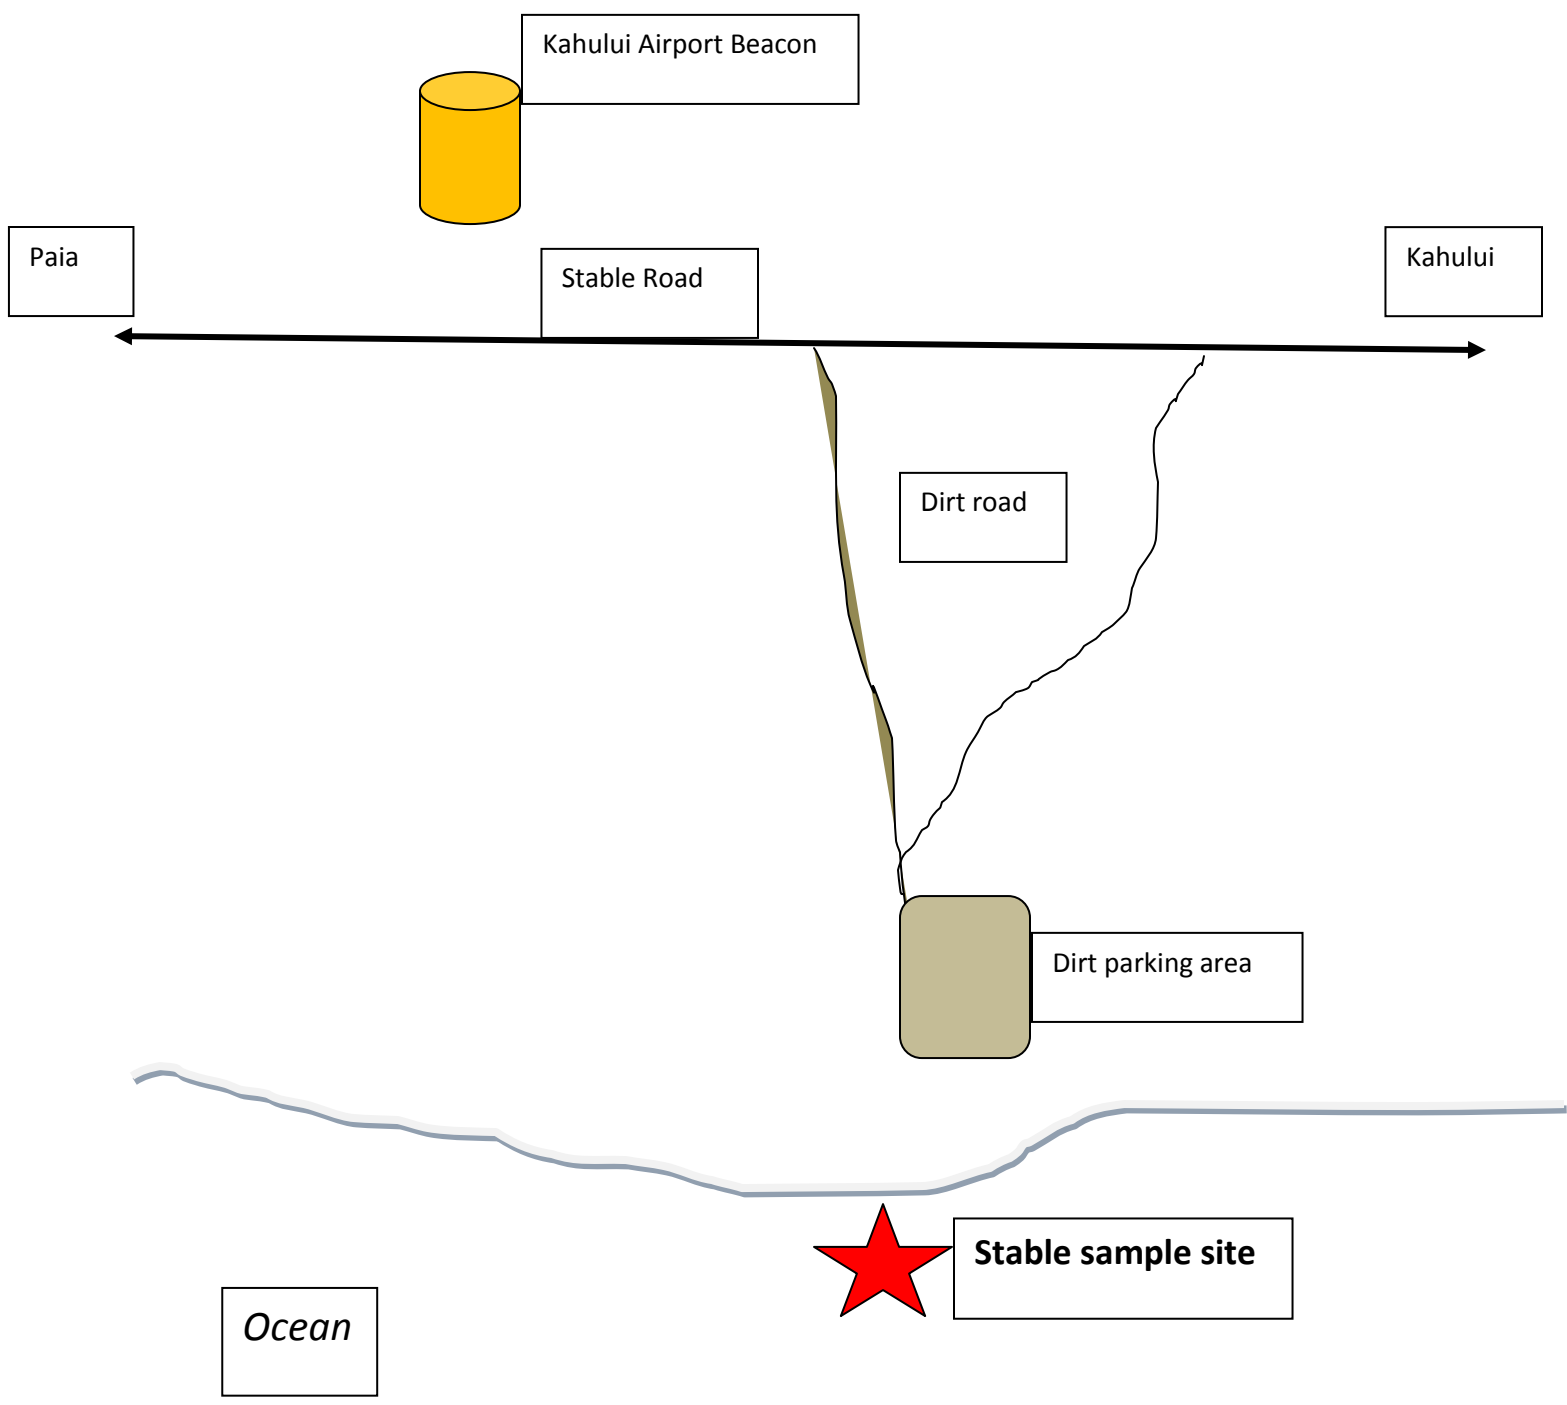 Kahului Airport Beacon
Paia
Stable Road
Kahului
Dirt road
Dirt parking area
Stable sample site
Ocean